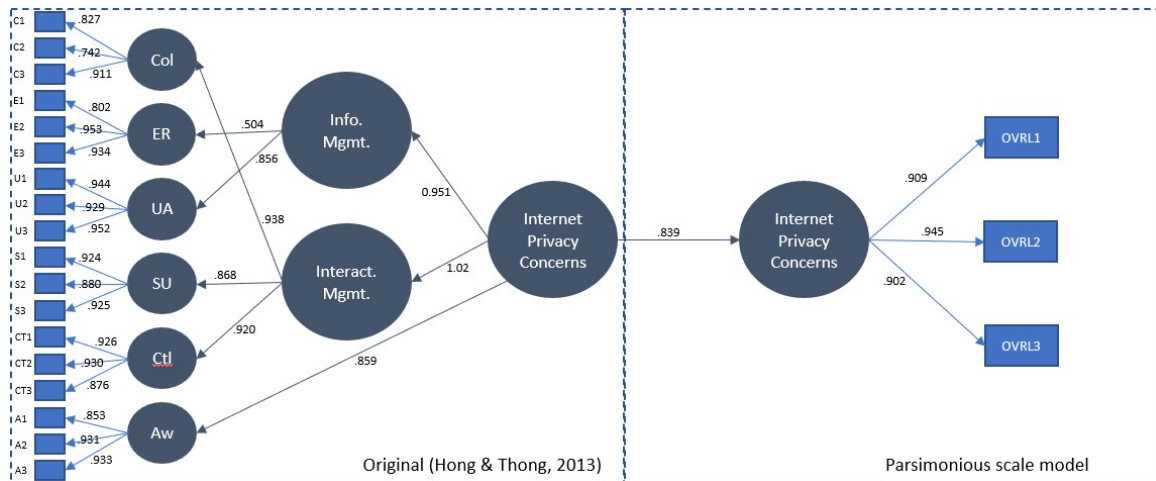 C1
C2
C3
E1
E2
E3
U1
U2
U3
S1
S2
S3
CT1
CT2
CT3
A1
A2
A3
.827
.742
.911
.802
.953
.934
.944
.929
.952
.924
.880
.925
.926
.930
.876
.853
.931
.933
Col
ER
UA
SU
Ctl
Aw
.504
.856
.938
.868
.920
.859
Info.
Mgmt.
Interact.
Mgmt.
0.951
1.02
Internet
Privacy
Concerns
.839
Original (Hong & Thong, 2013)
Internet
Privacy
Concerns
.909
.945
.902
OVRL1
OVRL2
OVRL3
Parsimonious scale model